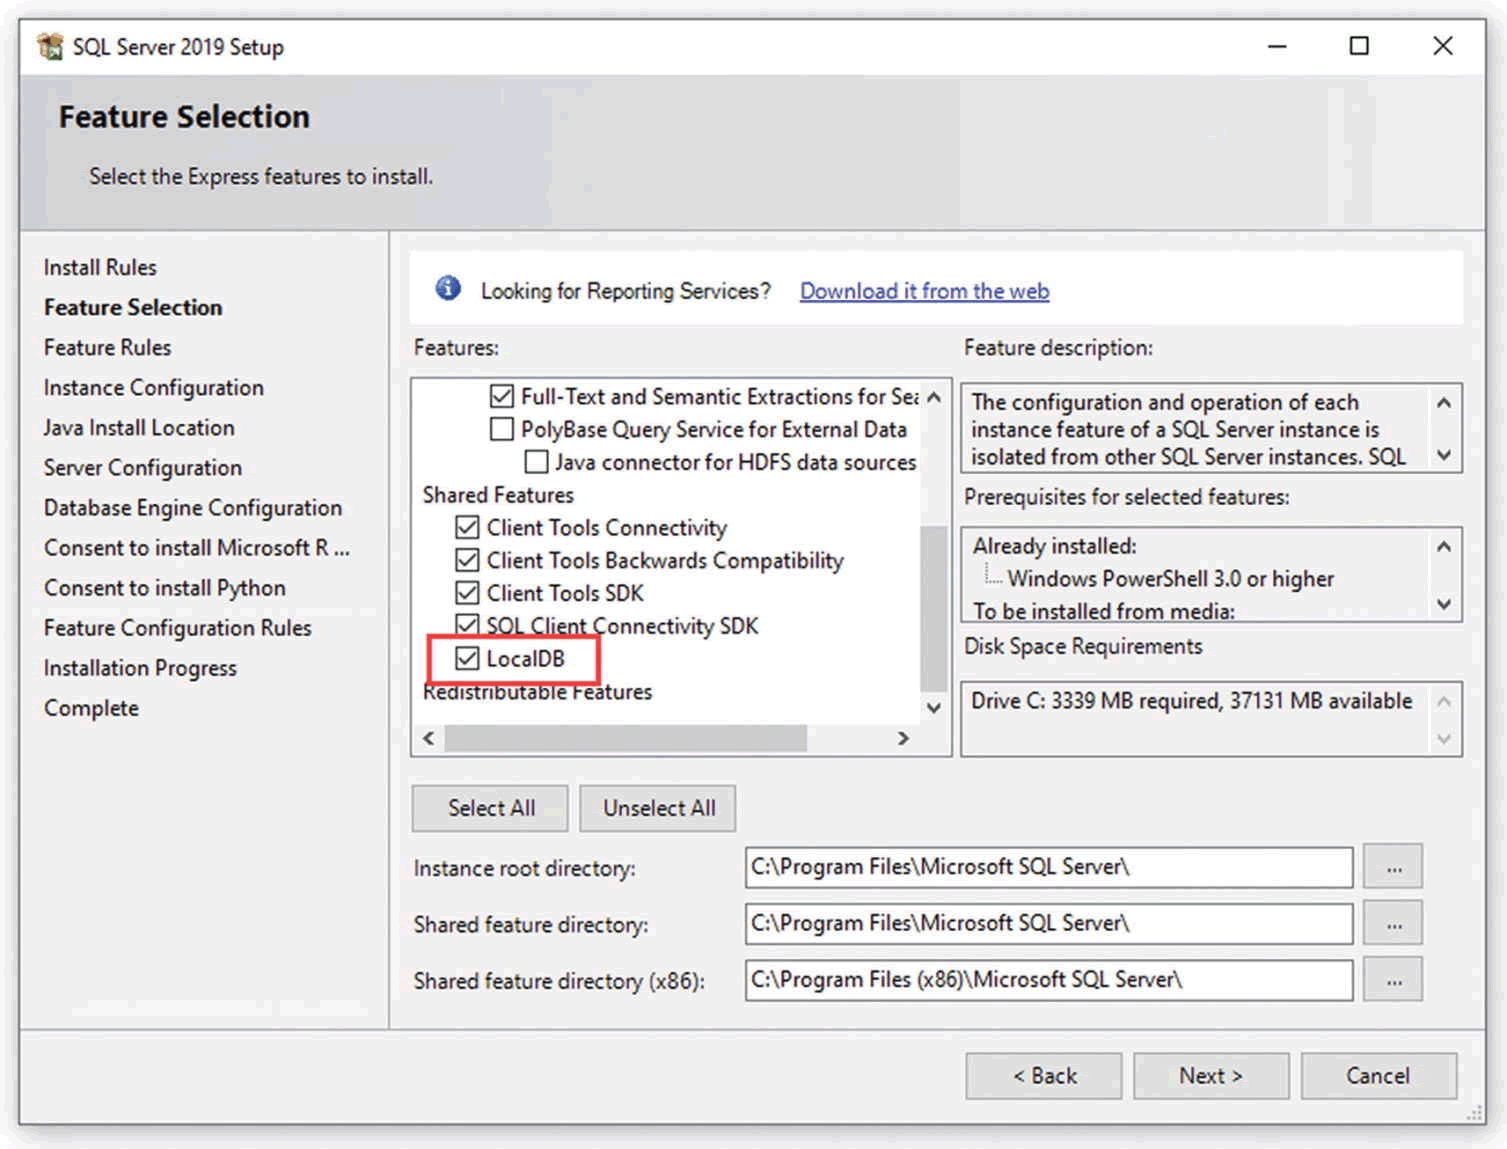 SQL Server 2019 Setup
Feature Selection
Select the Express features to install.
Install Rules
Feature Selection
Feature Rules
Instance Configuration
Java Install Location
Server Configuration
Database Engine Configuration
Consent to install Microsoft R ...
Consent to install Python
Feature Configuration Rules
Installation Progress
Complete
Looking for Reporting Services? Download it from the web
Features:
Full-Text and Semantic Extractions for Sea
PolyBase Query Service for External Data
Java connector for HDFS data sources
Shared Features
Client Tools Connectivity
Client Tools Backwards Compatibility
Client Tools SDK
SQL Client Connectivity SDK
LocalDB
Redistributable Features
Feature description:
The configuration and operation of each
instance feature of a SQL Server instance is
isolated from other SQL Server instances. SQL
Prerequisites for selected features:
Already installed:
Windows PowerShell 3.0 or higher
To be installed from media:
Disk Space Requirements
Drive C: 3339 MB required, 37131 MB available
Select All
Unselect All
Instance root directory: C:\Program Files\Microsoft SQL Server\ ...
Shared feature directory: C:\Program Files\Microsoft SQL Server\ ...
Shared feature directory (x86): C:\Program Files (x86)\Microsoft SQL Server\ ...
< Back
Next >
Cancel